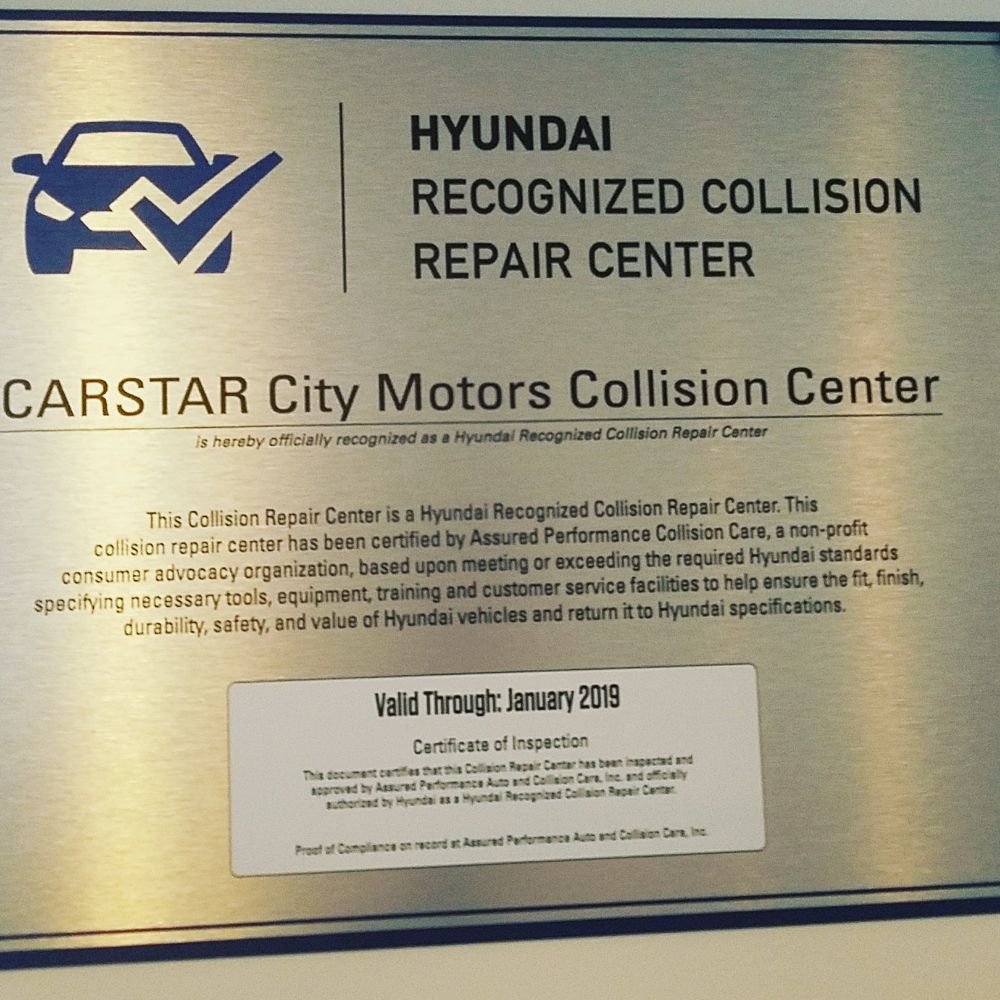 HYUNDAI
RECOGNIZED COLLISION
REPAIR CENTER
CARSTAR City Motors Collision Center
is hereby officially recognized as a Hyundai Recognized Collision Repair Center
This Collision Repair Center is a Hyundai Recognized Collision Repair Center. This
collision repair center has been certified by Assured Performance Collision Care, a non-profit
consumer advocacy organization, based upon meeting or exceeding the required Hyundai standards
specifying necessary tools, equipment, training and customer service facilities to help ensure the fit, finish,
durability, safety, and value of Hyundai vehicles and return it to Hyundai specifications.
Valid Through: January 2019
Certificate of Inspection
This document certifies that this Collision Repair Center has been inspected and
approved by Assured Performance Auto and Collision Care, Inc. and officially
authorized by Hyundai as a Hyundai Recognized Collision Repair Center.
Proof of Compliance on record at Assured Performance Auto and Collision Care, Inc.